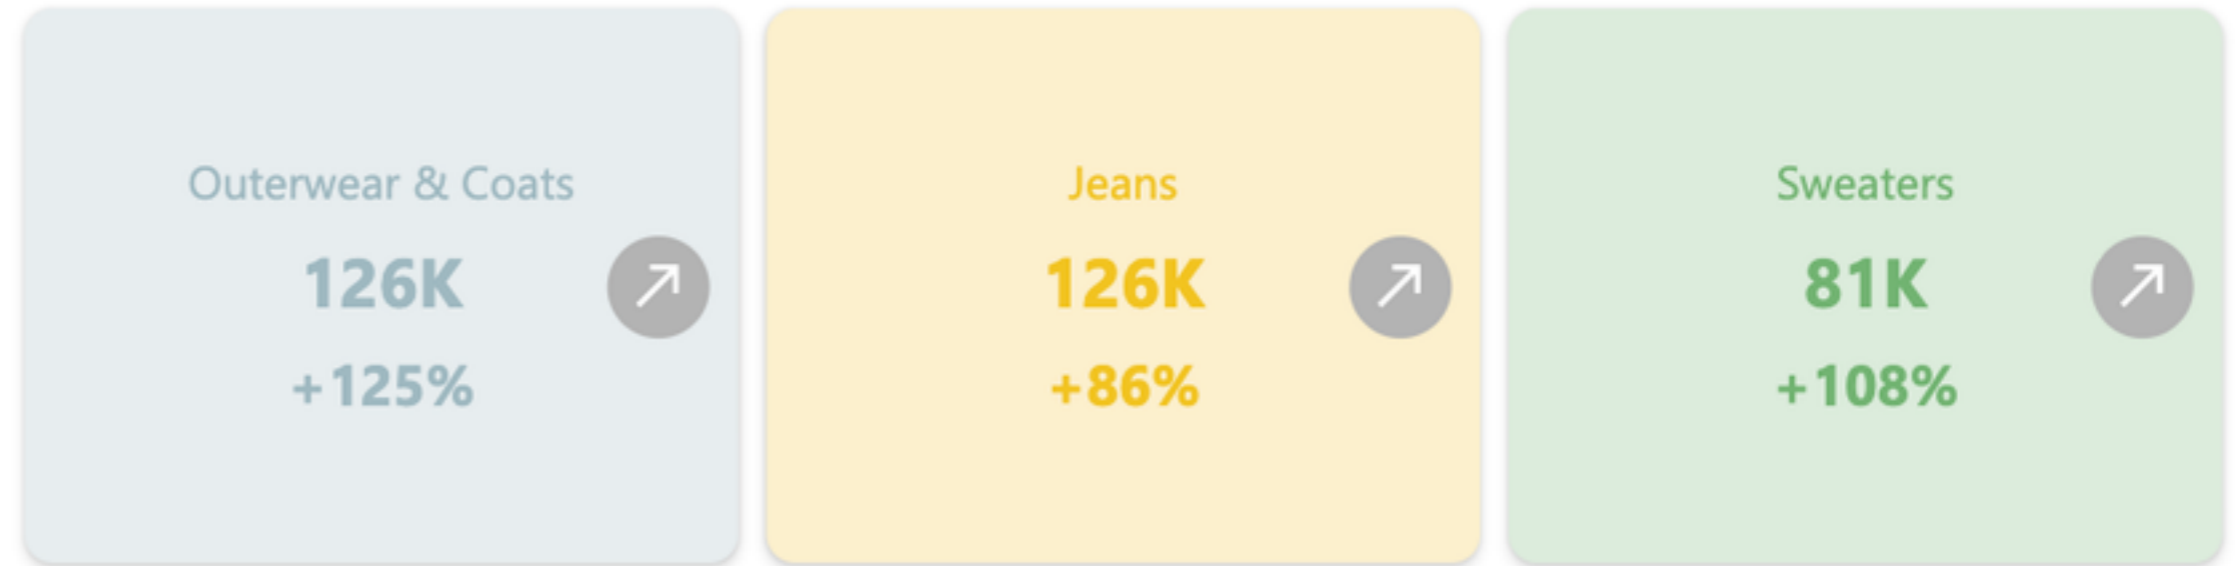 Outerwear & Coats
126K
+125%
Jeans
126K
+86%
Sweaters
81K
+108%